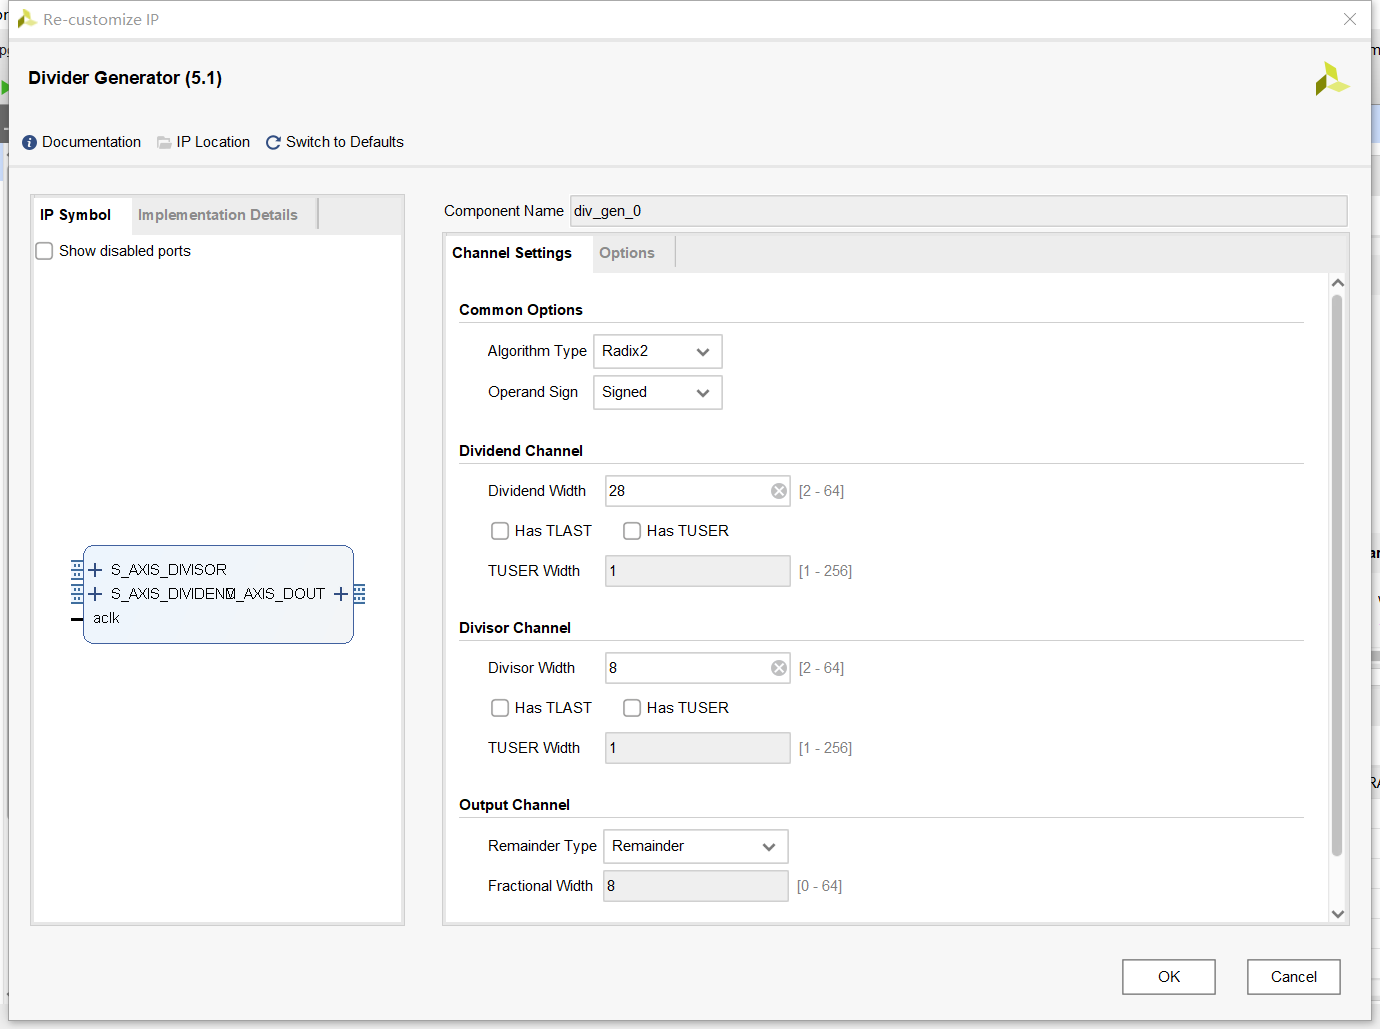 Re-customize IP
Divider Generator (5.1)
Documentation IP Location Switch to Defaults
IP Symbol Implementation Details
Show disabled ports
S_AXIS_DIVISOR
S_AXIS_DIVIDEND M_AXIS_DOUT
aclk
Component Name div_gen_0
Channel Settings Options
Common Options
Algorithm Type Radix2
Operand Sign Signed
Dividend Channel
Dividend Width 28 [2 - 64]
Has TLAST Has TUSER
TUSER Width 1 [1 - 256]
Divisor Channel
Divisor Width 8 [2 - 64]
Has TLAST Has TUSER
TUSER Width 1 [1 - 256]
Output Channel
Remainder Type Remainder
Fractional Width 8 [0 - 64]
OK Cancel